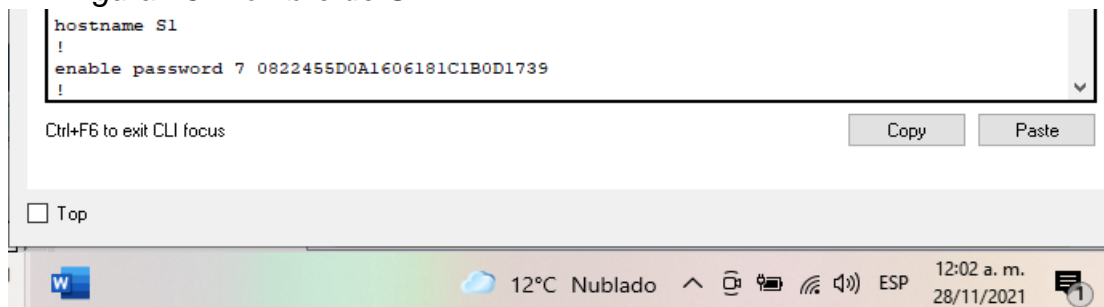 hostname S1
!
enable password 7 0822455D0A1606181C1B0D1739
!
Ctrl+F6 to exit CLI focus
Copy
Paste
Top
W
12°C Nublado
ESP
12:02 a. m.
28/11/2021
1